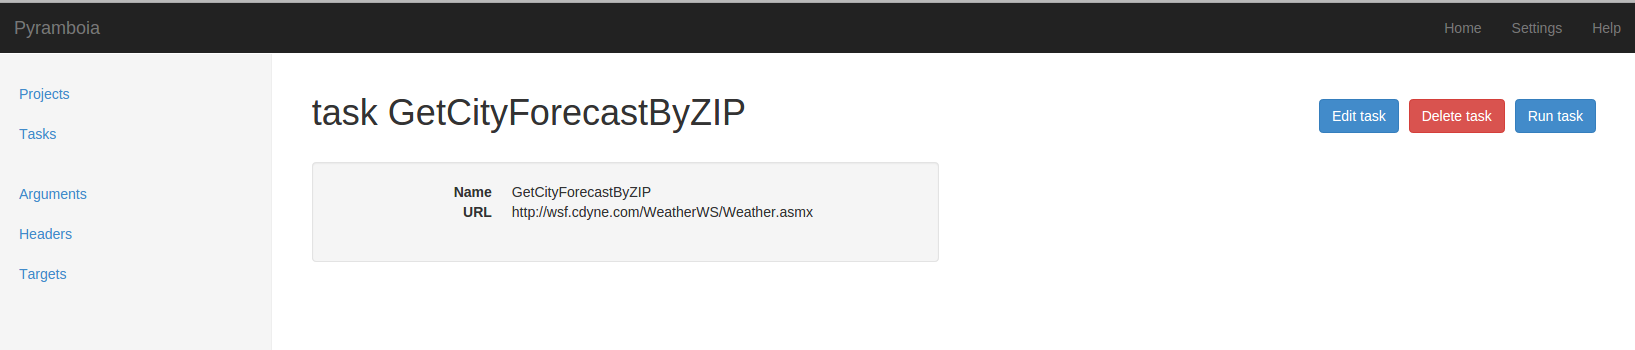 Pyramboia Home Settings Help
Projects
Tasks
Arguments
Headers
Targets
task GetCityForecastByZIP
Edit task Delete task Run task
Name GetCityForecastByZIP
URL http://wsf.cdyne.com/WeatherWS/Weather.asmx